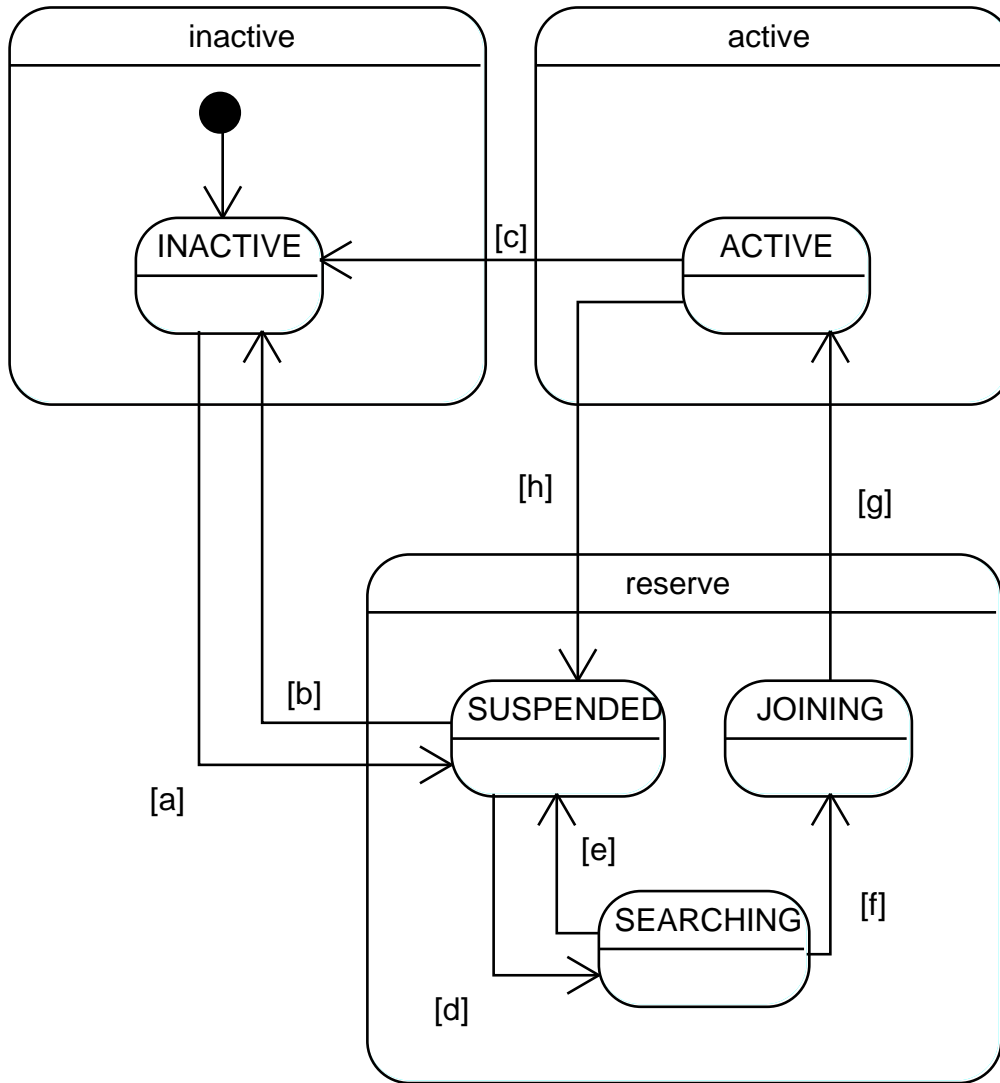 inactive
active
INACTIVE
[c]
ACTIVE
[h]
[g]
reserve
[b]
SUSPENDED
JOINING
[a]
[e]
SEARCHING
[f]
[d]